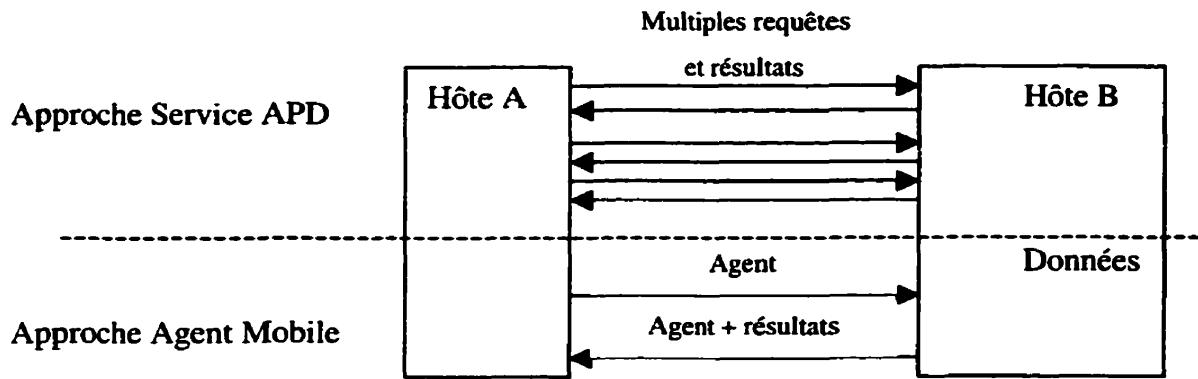 Multiples requêtes
et résultats
Hôte A
Hôte B
Approche Service APD
Agent
Données
Approche Agent Mobile
Agent + résultats